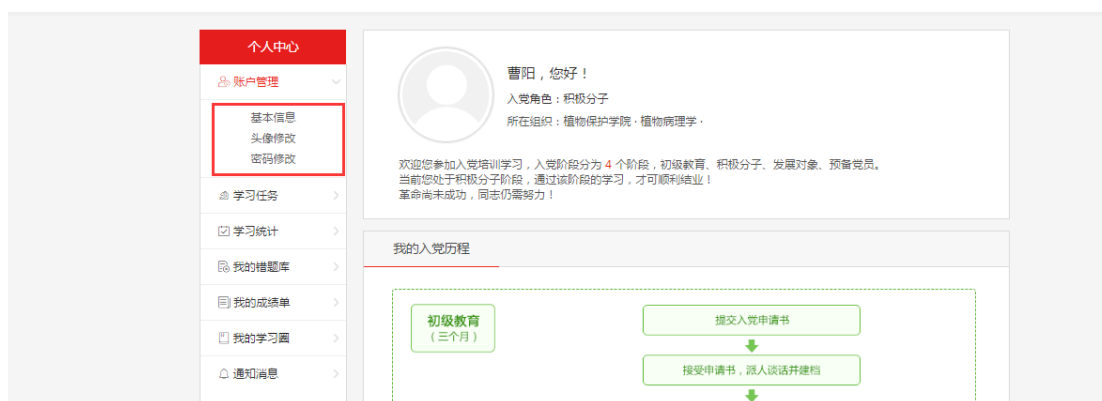 个人中心
账户管理
基本信息
头像修改
密码修改
学习任务
学习统计
我的错题库
我的成绩单
我的学习圈
通知消息
曹阳，您好！
入党角色：积极分子
所在组织：植物保护学院·植物病理学·
欢迎您参加入党培训学习，入党阶段分为 4 个阶段，初级教育、积极分子、发展对象、预备党员。
当前您处于积极分子阶段，通过该阶段的学习，才可顺利结业！
革命尚未成功，同志仍需努力！
我的入党历程
初级教育
（三个月）
提交入党申请书
接受申请书，派人谈话并建档